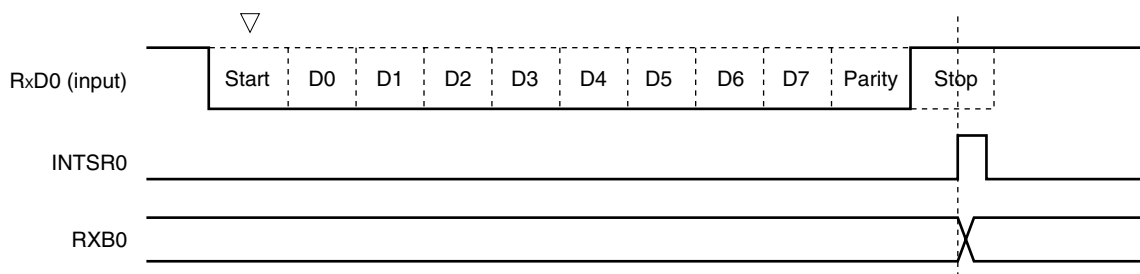 RxD0 (input) Start D0 D1 D2 D3 D4 D5 D6 D7 Parity Stop
INTSR0
RXB0